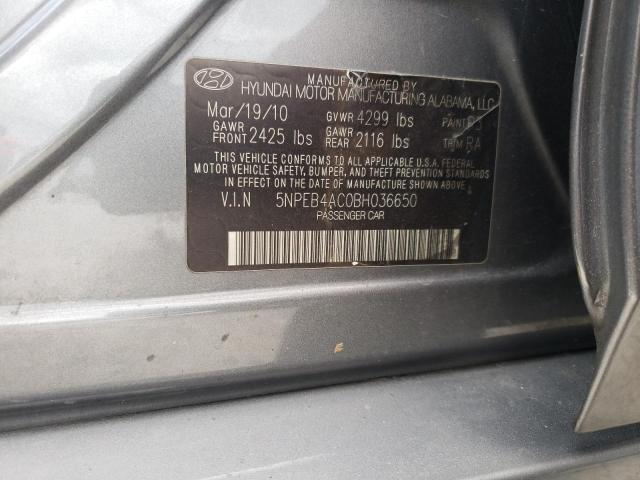 MANUFACTURED BY
HYUNDAI MOTOR MANUFACTURING ALABAMA, LLC
Mar/19/10 GVWR 4299 lbs PAINT
GAWR FRONT 2425 lbs GAWR REAR 2116 lbs TRIM RA
THIS VEHICLE CONFORMS TO ALL APPLICABLE U.S.A. FEDERAL
MOTOR VEHICLE SAFETY, BUMPER, AND THEFT PREVENTION STANDARDS
IN EFFECT ON THE DATE OF MANUFACTURE SHOWN ABOVE.
V.I.N 5NPEB4AC0BH036650
PASSENGER CAR